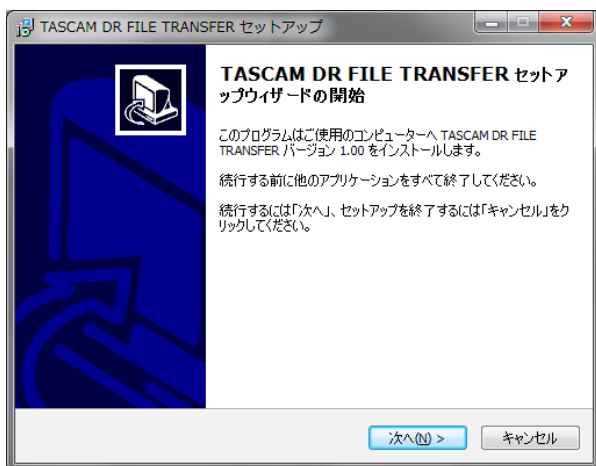 TASCAM DR FILE TRANSFER セットアップ
TASCAM DR FILE TRANSFER セットア
ップウィザードの開始
このプログラムはご使用のコンピューターへ TASCAM DR FILE
TRANSFER バージョン 1.00 をインストールします。
続行する前に他のアプリケーションをすべて終了してください。
続行するには「次へ」、セットアップを終了するには「キャンセル」をク
リックしてください。
次へ(N) >
キャンセル